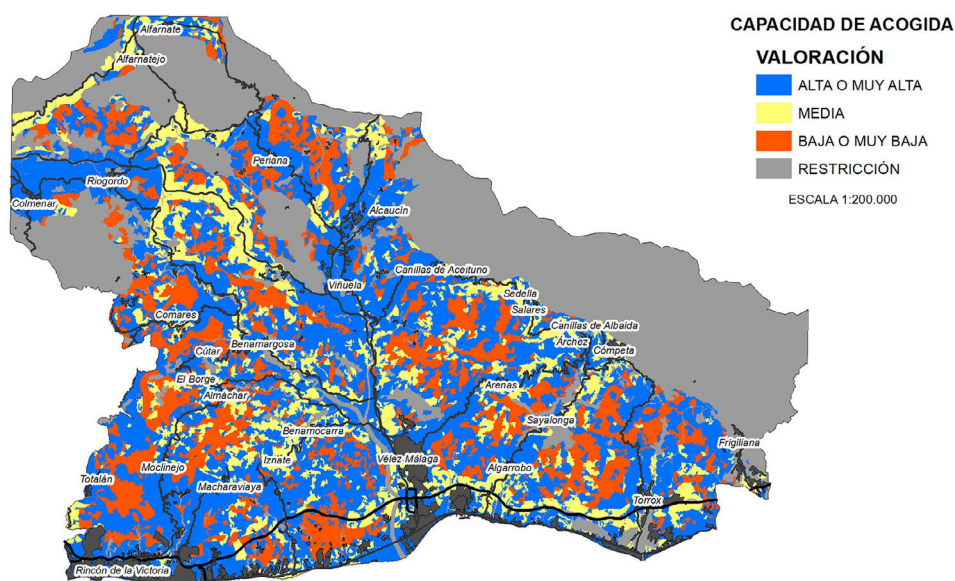 CAPACIDAD DE ACOGIDA
VALORACIÓN
ALTA O MUY ALTA
MEDIA
BAJA O MUY BAJA
RESTRICCIÓN
ESCALA 1:200.000
Alfarnate
Alfarnatejo
Periana
Riogordo
Colmenar
Alcaucín
Canillas de Aceituno
Viñuela
Sedella
Salares
Comares
Canillas de Albaida
Árchez
Cómpeta
Benamargosa
Cútar
El Borge
Almáchar
Arenas
Sayalonga
Benamocarra
Frigiliana
Iznate
Vélez-Málaga
Moclinejo
Algarrobo
Totalán
Macharaviaya
Torrox
Rincón de la Victoria